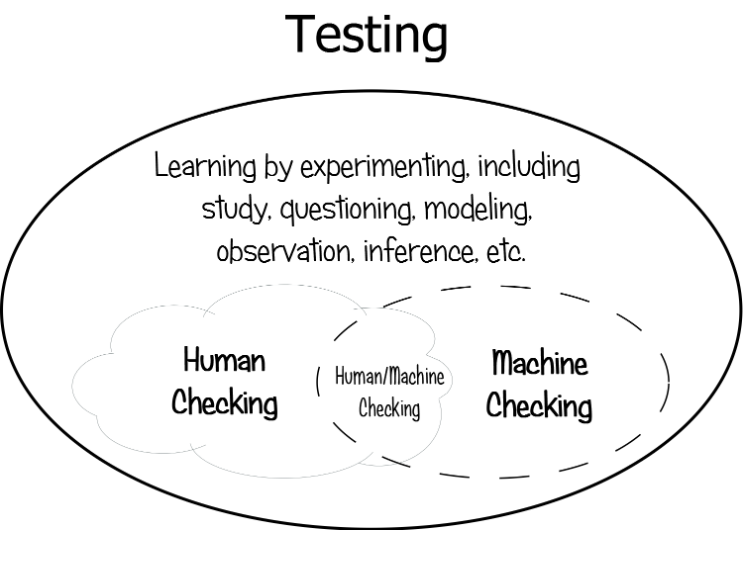 Testing
Learning by experimenting, including
study, questioning, modeling,
observation, inference, etc.
Human
Checking
Human/Machine
Checking
Machine
Checking